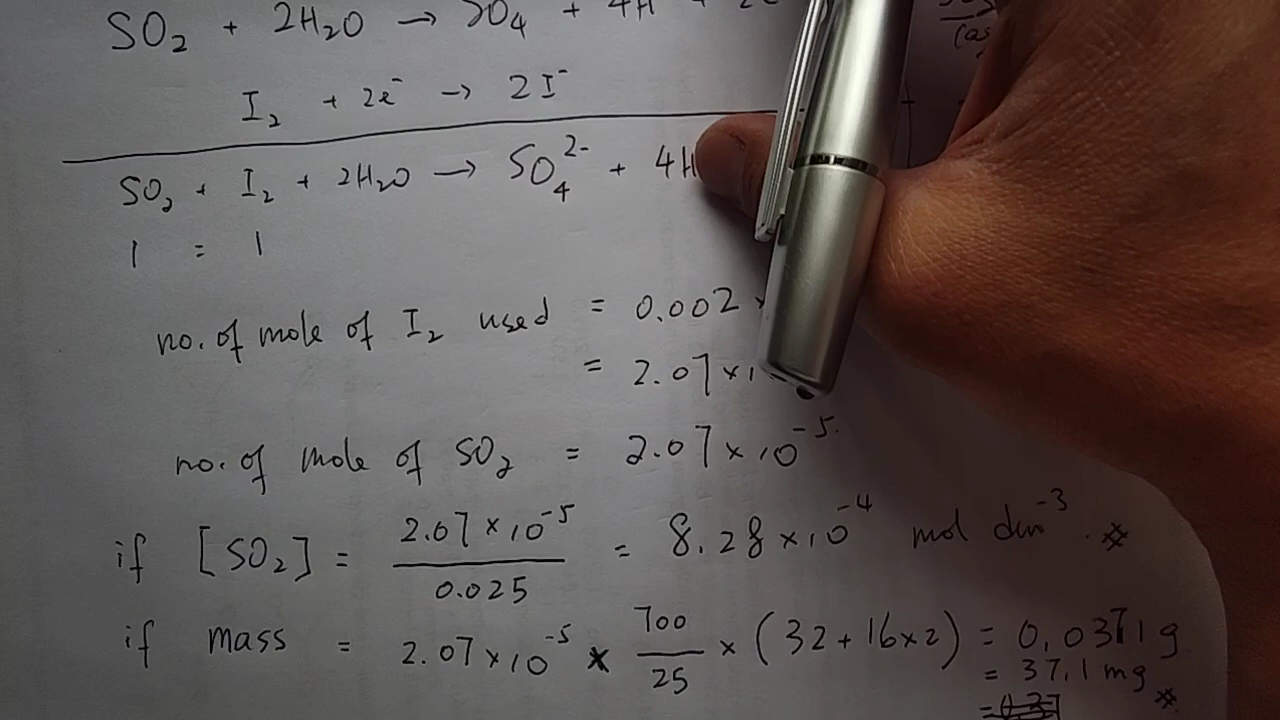 SO₂ + 2H₂O → SO₄ + 4H + 2e
I₂ + 2e⁻ → 2I⁻
SO₂ + I₂ + 2H₂O → SO₄²⁻ + 4H
1 : 1
no. of mole of I₂ used = 0.002 ×
= 2.07 × 1
no. of mole of SO₂ = 2.07 × 10⁻⁵
if [SO₂] = 2.07 × 10⁻⁵ / 0.025 = 8.28 × 10⁻⁴ mol dm⁻³ . *
if mass = 2.07 × 10⁻⁵ × 700 / 25 × (32 + 16 × 2) = 0.0371 g
= 37.1 mg *